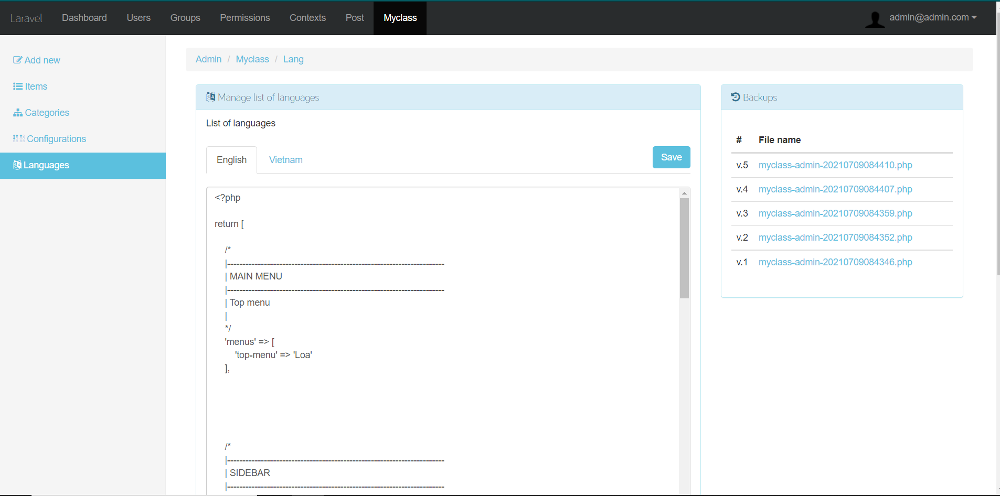 Laravel Dashboard Users Groups Permissions Contexts Post Myclass admin@admin.com
Add new
Items
Categories
Configurations
Languages
Admin / Myclass / Lang
Manage list of languages
List of languages
English Vietnam Save
<?php
return [
/*
|-----------------------------------------------------------------------
| MAIN MENU
|-----------------------------------------------------------------------
| Top menu
|
*/
'menus' => [
'top-menu' => 'Loa'
],
/*
|-----------------------------------------------------------------------
| SIDEBAR
|-----------------------------------------------------------------------
Backups
# File name
v.5 myclass-admin-20210709084410.php
v.4 myclass-admin-20210709084407.php
v.3 myclass-admin-20210709084359.php
v.2 myclass-admin-20210709084352.php
v.1 myclass-admin-20210709084346.php